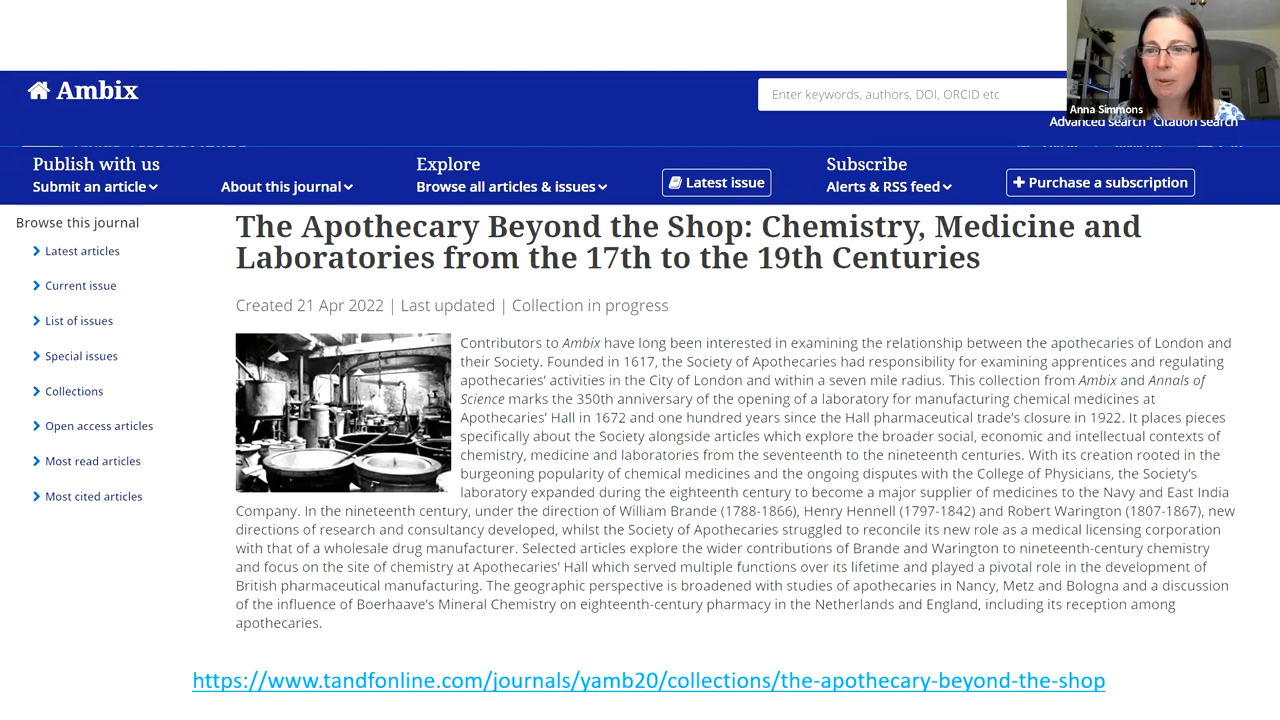 Ambix
Enter keywords, authors, DOI, ORCID etc
Anna Simmons
Advanced search Citation search
Publish with us
Submit an article
About this journal
Explore
Browse all articles & issues
Latest issue
Subscribe
Alerts & RSS feed
+ Purchase a subscription
Browse this journal
Latest articles
Current issue
List of issues
Special issues
Collections
Open access articles
Most read articles
Most cited articles
The Apothecary Beyond the Shop: Chemistry, Medicine and
Laboratories from the 17th to the 19th Centuries
Created 21 Apr 2022 | Last updated | Collection in progress
Contributors to Ambix have long been interested in examining the relationship between the apothecaries of London and
their Society. Founded in 1617, the Society of Apothecaries had responsibility for examining apprentices and regulating
apothecaries' activities in the City of London and within a seven mile radius. This collection from Ambix and Annals of
Science marks the 350th anniversary of the opening of a laboratory for manufacturing chemical medicines at
Apothecaries' Hall in 1672 and one hundred years since the Hall pharmaceutical trade's closure in 1922. It places pieces
specifically about the Society alongside articles which explore the broader social, economic and intellectual contexts of
chemistry, medicine and laboratories from the seventeenth to the nineteenth centuries. With its creation rooted in the
burgeoning popularity of chemical medicines and the ongoing disputes with the College of Physicians, the Society's
laboratory expanded during the eighteenth century to become a major supplier of medicines to the Navy and East India
Company. In the nineteenth century, under the direction of William Brande (1788-1866), Henry Hennell (1797-1842) and Robert Warington (1807-1867), new
directions of research and consultancy developed, whilst the Society of Apothecaries struggled to reconcile its new role as a medical licensing corporation
with that of a wholesale drug manufacturer. Selected articles explore the wider contributions of Brande and Warington to nineteenth-century chemistry
and focus on the site of chemistry at Apothecaries' Hall which served multiple functions over its lifetime and played a pivotal role in the development of
British pharmaceutical manufacturing. The geographic perspective is broadened with studies of apothecaries in Nancy, Metz and Bologna and a discussion
of the influence of Boerhaave's Mineral Chemistry on eighteenth-century pharmacy in the Netherlands and England, including its reception among
apothecaries.
https://www.tandfonline.com/journals/yamb20/collections/the-apothecary-beyond-the-shop